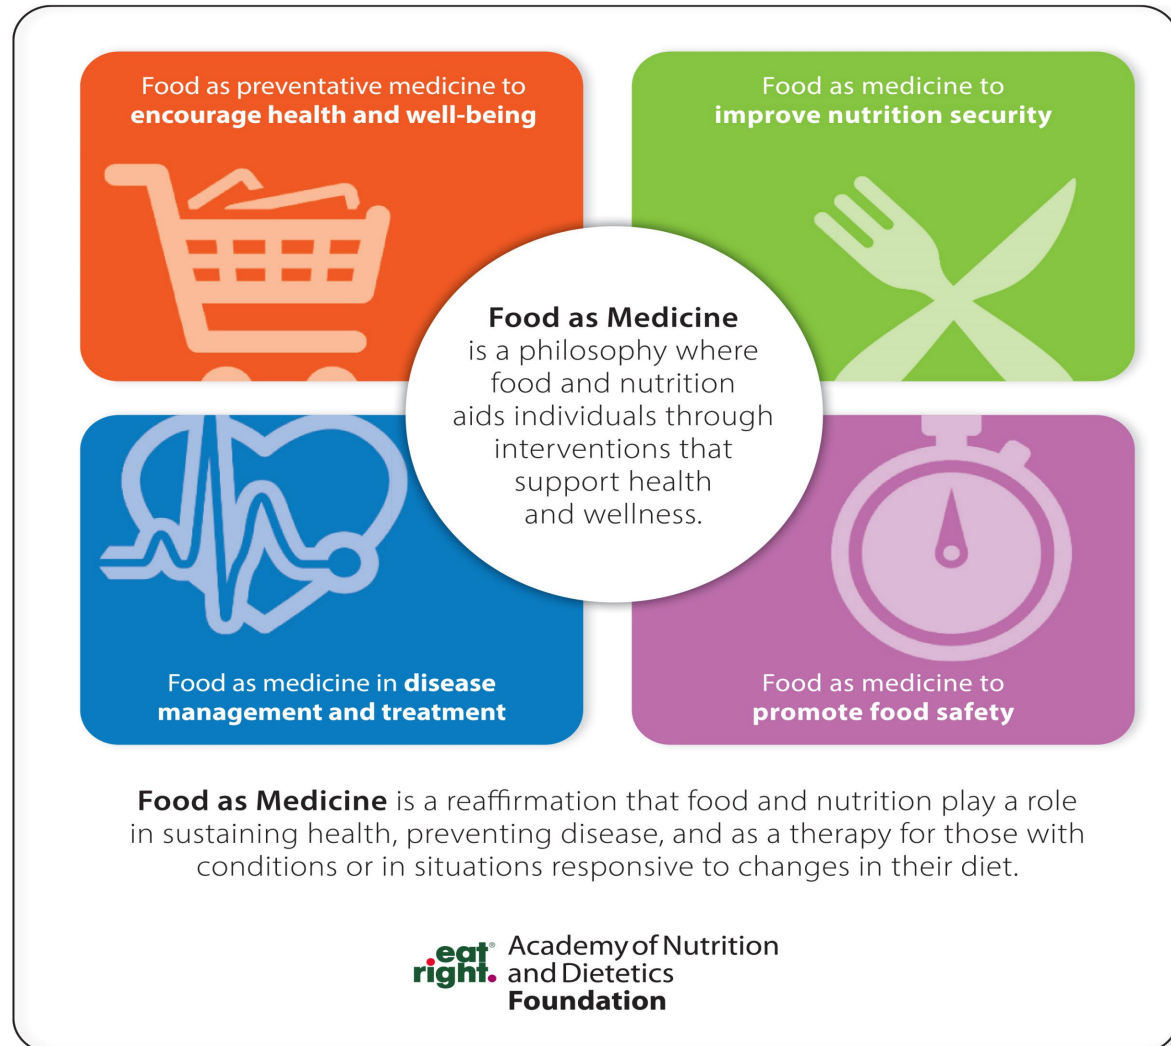 Food as preventative medicine to
encourage health and well-being
Food as medicine to
improve nutrition security
Food as Medicine
is a philosophy where
food and nutrition
aids individuals through
interventions that
support health
and wellness.
Food as medicine in disease
management and treatment
Food as medicine to
promote food safety
Food as Medicine is a reaffirmation that food and nutrition play a role
in sustaining health, preventing disease, and as a therapy for those with
conditions or in situations responsive to changes in their diet.
eat®
right.
Academy of Nutrition
and Dietetics
Foundation